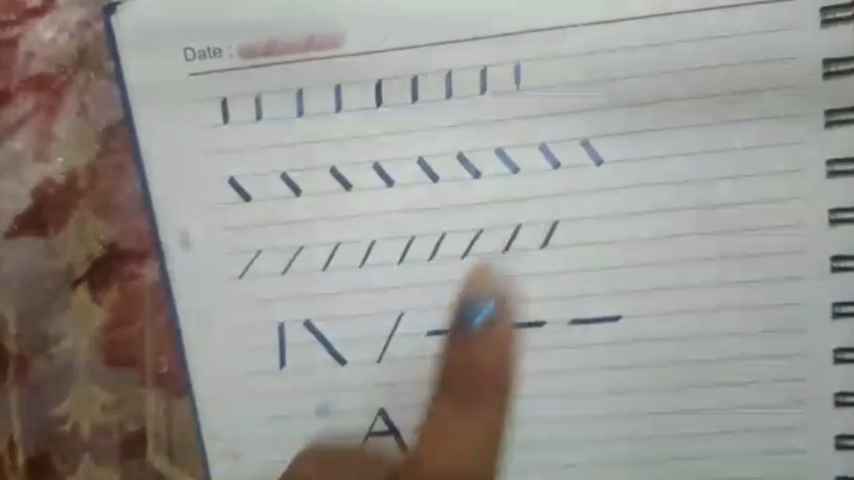 Date :
| | | | | | | | |
\ \ \ \ \ \ \ \ \
/ / / / / / / / /
| \ / — — —
A